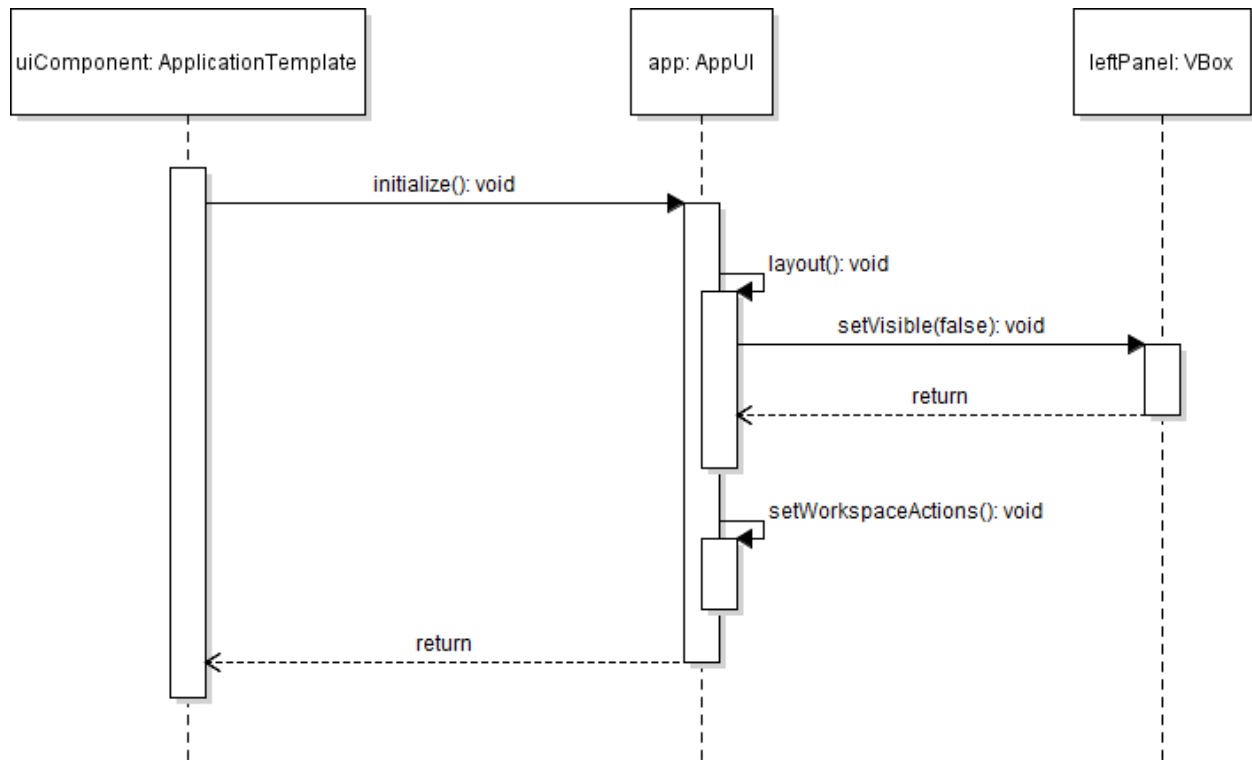 uiComponent: ApplicationTemplate
app: AppUI
leftPanel: VBox
initialize(): void
layout(): void
setVisible(false): void
return
setWorkspaceActions(): void
return